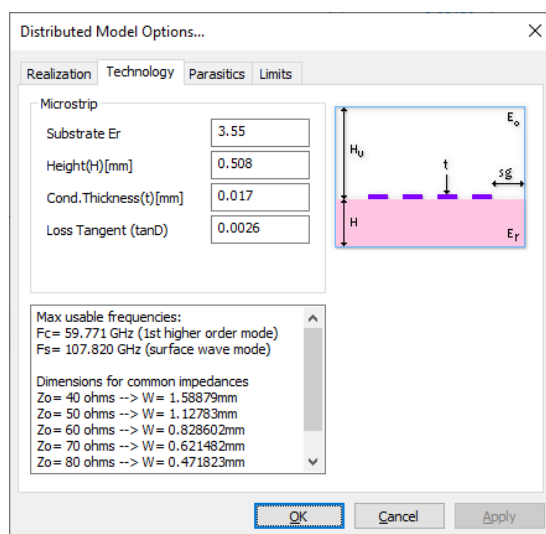 Distributed Model Options...
Realization Technology Parasitics Limits
Microstrip
Substrate Er 3.55
Height(H)[mm] 0.508
Cond.Thickness(t)[mm] 0.017
Loss Tangent (tanD) 0.0026
Eo
Hu
t
sg
H
Er
Max usable frequencies:
Fc= 59.771 GHz (1st higher order mode)
Fs= 107.820 GHz (surface wave mode)
Dimensions for common impedances
Zo= 40 ohms --> W= 1.58879mm
Zo= 50 ohms --> W= 1.12783mm
Zo= 60 ohms --> W= 0.828602mm
Zo= 70 ohms --> W= 0.621482mm
Zo= 80 ohms --> W= 0.471823mm
OK Cancel Apply